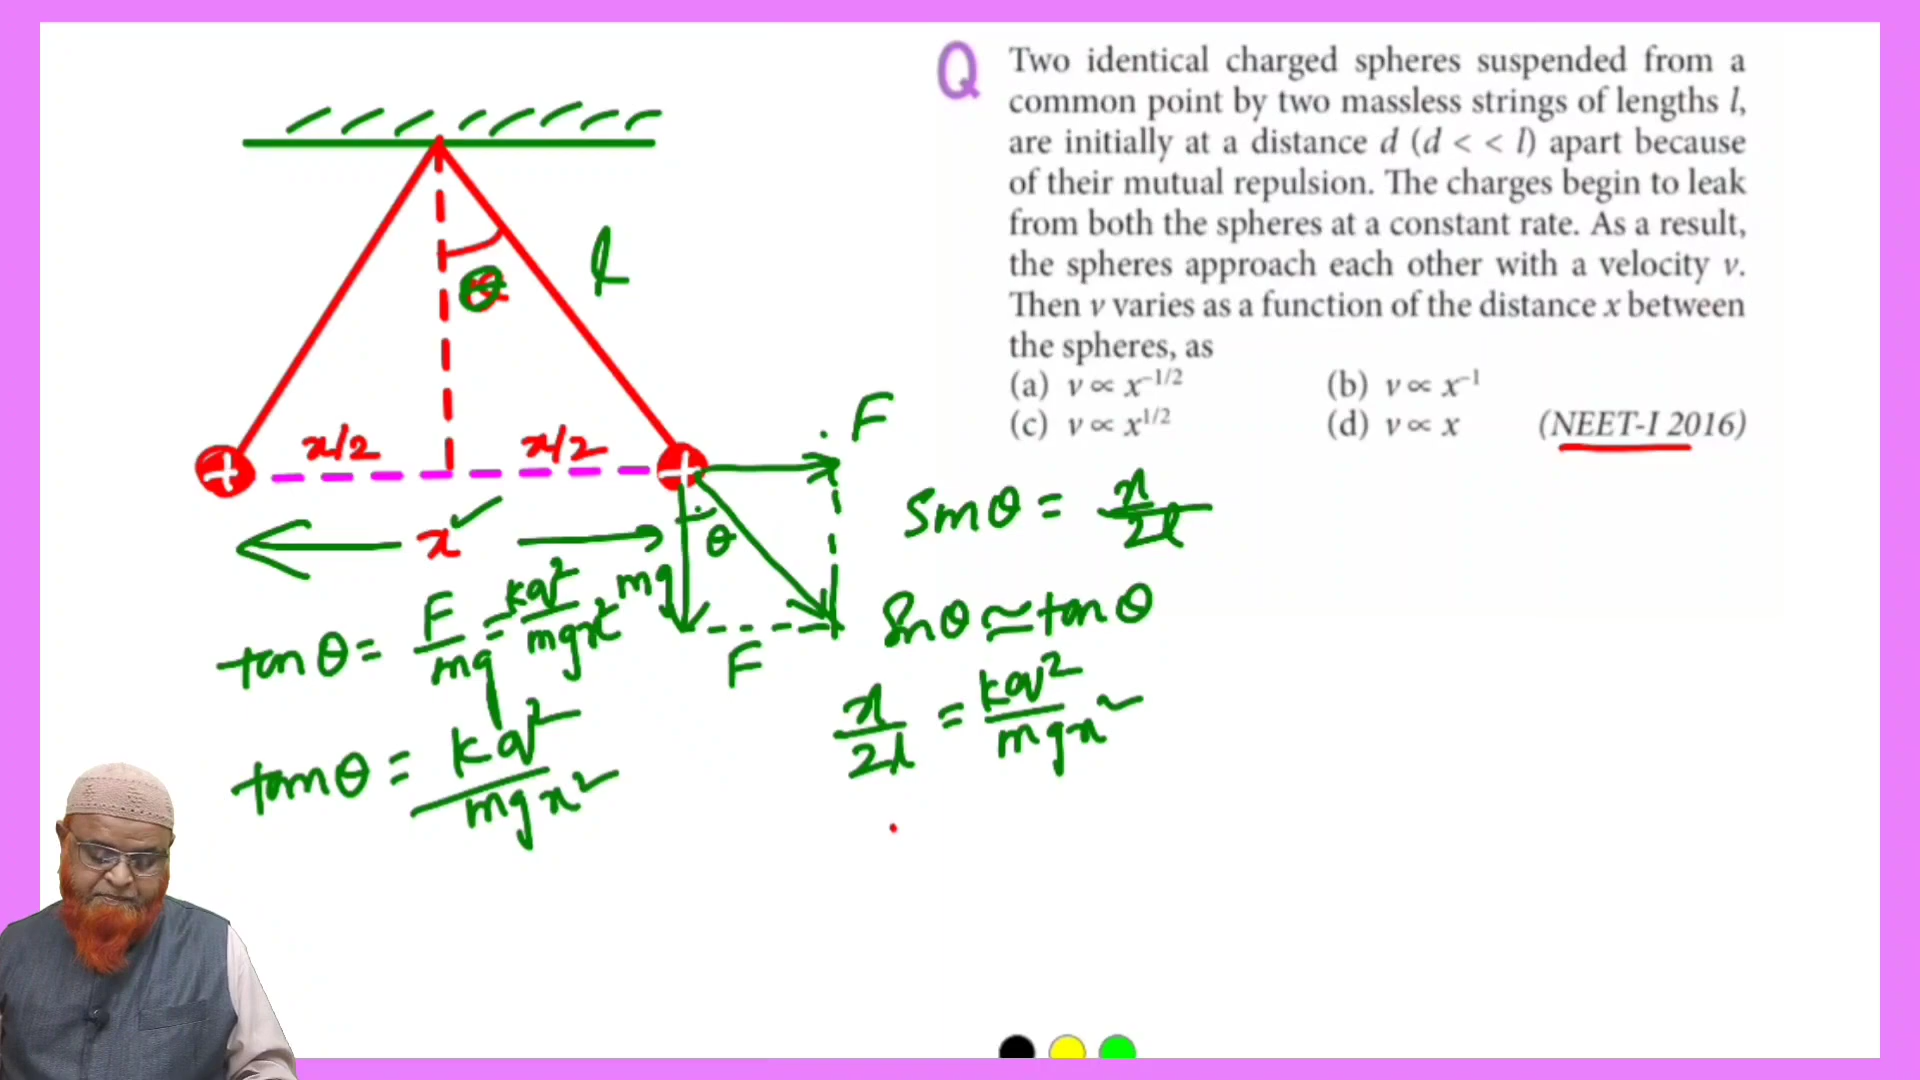 Q Two identical charged spheres suspended from a
common point by two massless strings of lengths l,
are initially at a distance d (d < < l) apart because
of their mutual repulsion. The charges begin to leak
from both the spheres at a constant rate. As a result,
the spheres approach each other with a velocity v.
Then v varies as a function of the distance x between
the spheres, as
(a) v ∝ x⁻¹/² (b) v ∝ x⁻¹
(c) v ∝ x¹/² (d) v ∝ x (NEET-I 2016)
l
θ
x/2 x/2
+ +
F
x
θ
mg
F
tanθ = F/mg = kq²/mgx²
tanθ = kq²/mgx²
Sinθ = x/2l
Sinθ ≃ tanθ
x/2l = kq²/mgx²